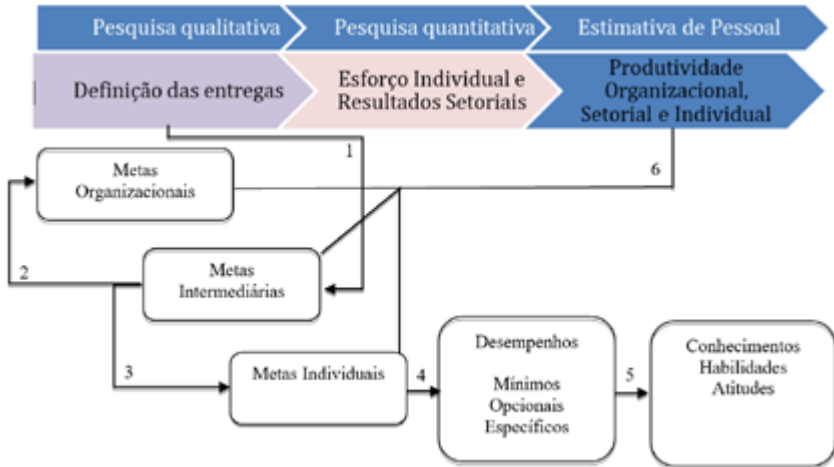 Pesquisa qualitativa
Pesquisa quantitativa
Estimativa de Pessoal
Definição das entregas
Esforço Individual e
Resultados Setoriais
Produtividade
Organizacional,
Setorial e Individual
1
6
Metas
Organizacionais
2
Metas
Intermediárias
3
Metas Individuais
4
Desempenhos
Mínimos
Opcionais
Específicos
5
Conhecimentos
Habilidades
Atitudes